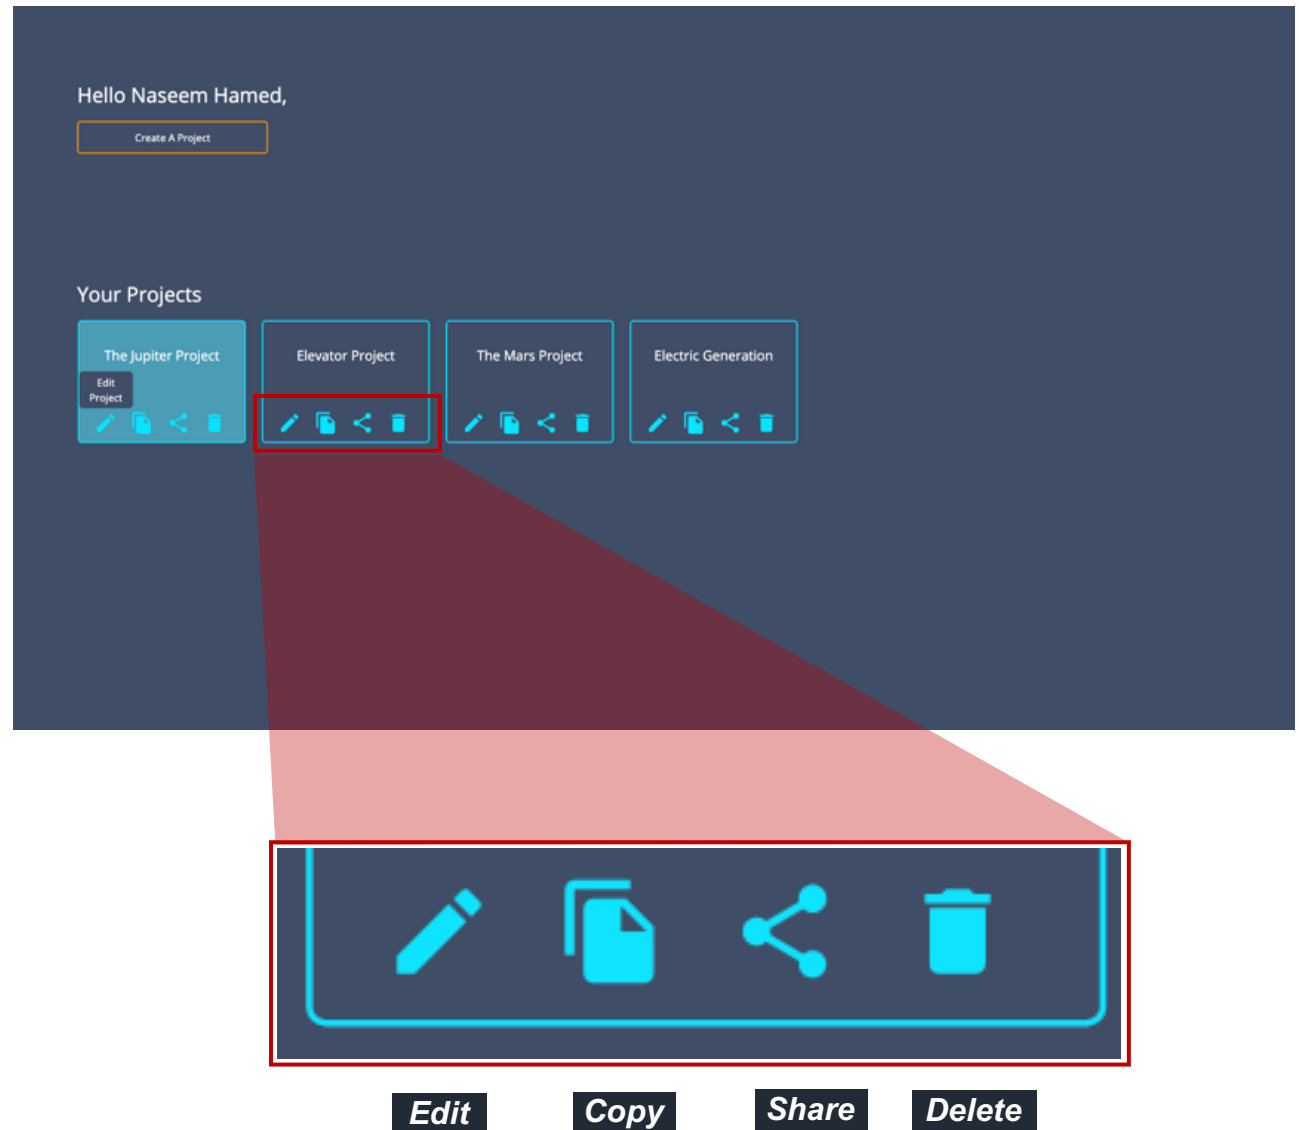 Hello Naseem Hamed,
Create A Project
Your Projects
The Jupiter Project
Elevator Project
The Mars Project
Electric Generation
Edit
Project
Edit
Copy
Share
Delete